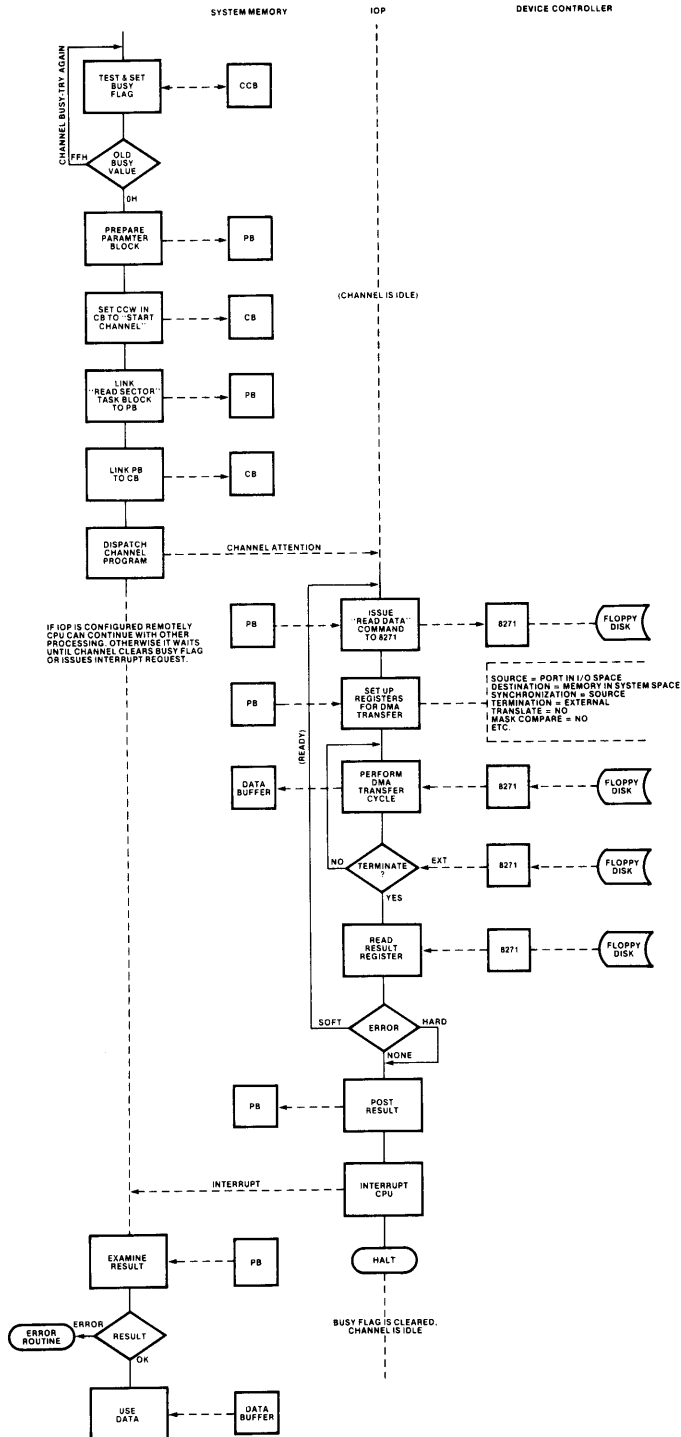 SYSTEM MEMORY
IOP
DEVICE CONTROLLER
CHANNEL BUSY-TRY AGAIN
TEST & SET
BUSY
FLAG
CCB
FFH
OLD
BUSY
VALUE
0H
PREPARE
PARAMTER
BLOCK
PB
(CHANNEL IS IDLE)
SET CCW IN
CB TO "START
CHANNEL"
CB
LINK
"READ SECTOR"
TASK BLOCK
TO PB
PB
LINK PB
TO CB
CB
DISPATCH
CHANNEL
PROGRAM
CHANNEL ATTENTION
IF IOP IS CONFIGURED REMOTELY
CPU CAN CONTINUE WITH OTHER
PROCESSING. OTHERWISE IT WAITS
UNTIL CHANNEL CLEARS BUSY FLAG
OR ISSUES INTERRUPT REQUEST.
PB
ISSUE
"READ DATA"
COMMAND
TO 8271
8271
FLOPPY
DISK
(READY)
PB
SET UP
REGISTERS
FOR DMA
TRANSFER
SOURCE = PORT IN I/O SPACE
DESTINATION = MEMORY IN SYSTEM SPACE
SYNCHRONIZATION = SOURCE
TERMINATION = EXTERNAL
TRANSLATE = NO
MASK COMPARE = NO
ETC.
DATA
BUFFER
PERFORM
DMA
TRANSFER
CYCLE
8271
FLOPPY
DISK
NO
TERMINATE
?
EXT
8271
FLOPPY
DISK
YES
READ
RESULT
REGISTER
8271
FLOPPY
DISK
SOFT
ERROR
HARD
NONE
PB
POST
RESULT
INTERRUPT
INTERRUPT
CPU
EXAMINE
RESULT
PB
HALT
BUSY FLAG IS CLEARED,
CHANNEL IS IDLE
ERROR
ROUTINE
ERROR
RESULT
OK
USE
DATA
DATA
BUFFER